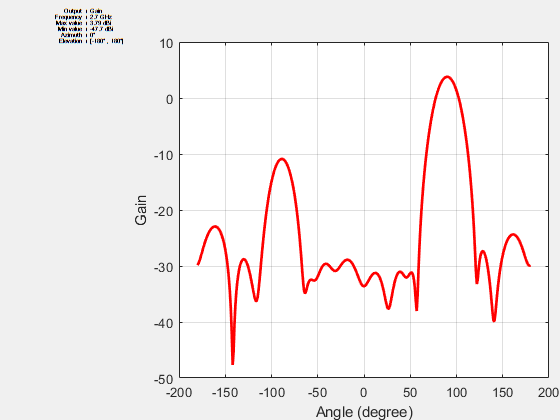 Output : Gain
Frequency : 2.7 GHz
Max value : 3.79 dBi
Min value : -47.7 dBi
Azimuth : 0°
Elevation : [-180° , 180°]
10
0
-10
-20
-30
-40
-50
Gain
-200 -150 -100 -50 0 50 100 150 200
Angle (degree)